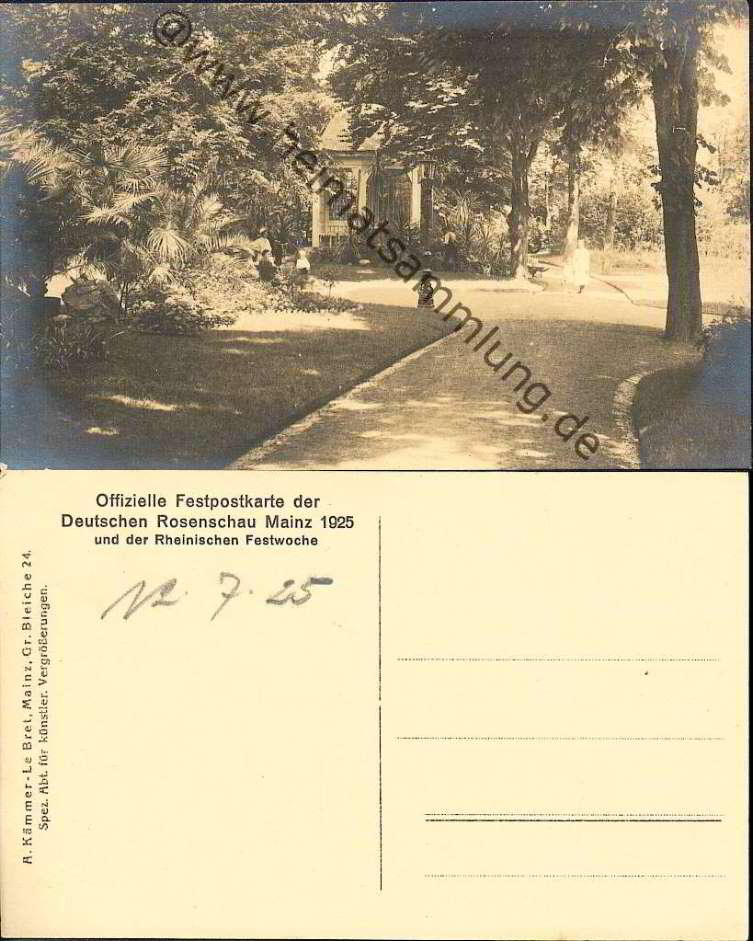 @www.heimatsammlung.de
Offizielle Festpostkarte der
Deutschen Rosenschau Mainz 1925
und der Rheinischen Festwoche
12. 7. 25
A. Kämmer-Le Bret, Mainz, Gr. Bleiche 24.
Spez. Abt. für künstler. Vergrößerungen.